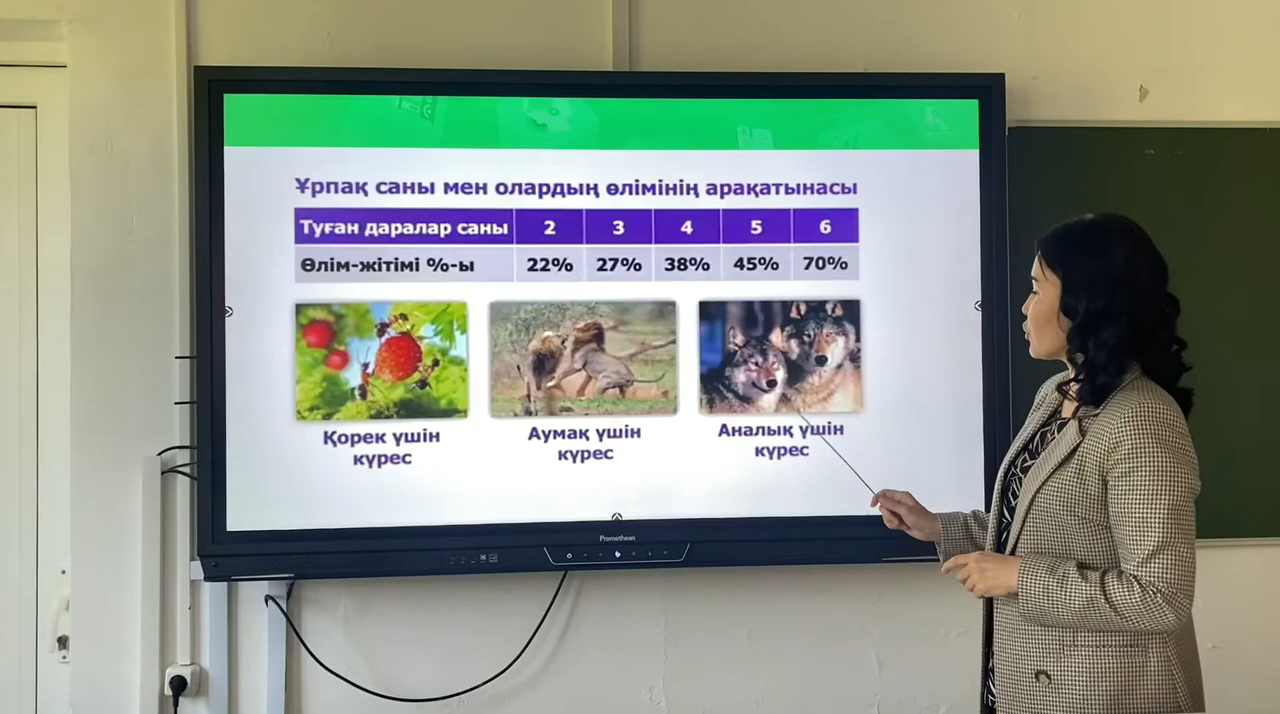 Ұрпақ саны мен олардың өлімінің арақатынасы
Туған даралар саны 2 3 4 5 6
Өлім-жітімі %-ы 22% 27% 38% 45% 70%
Қорек үшін
күрес
Аумақ үшін
күрес
Аналық үшін
күрес
Promethean